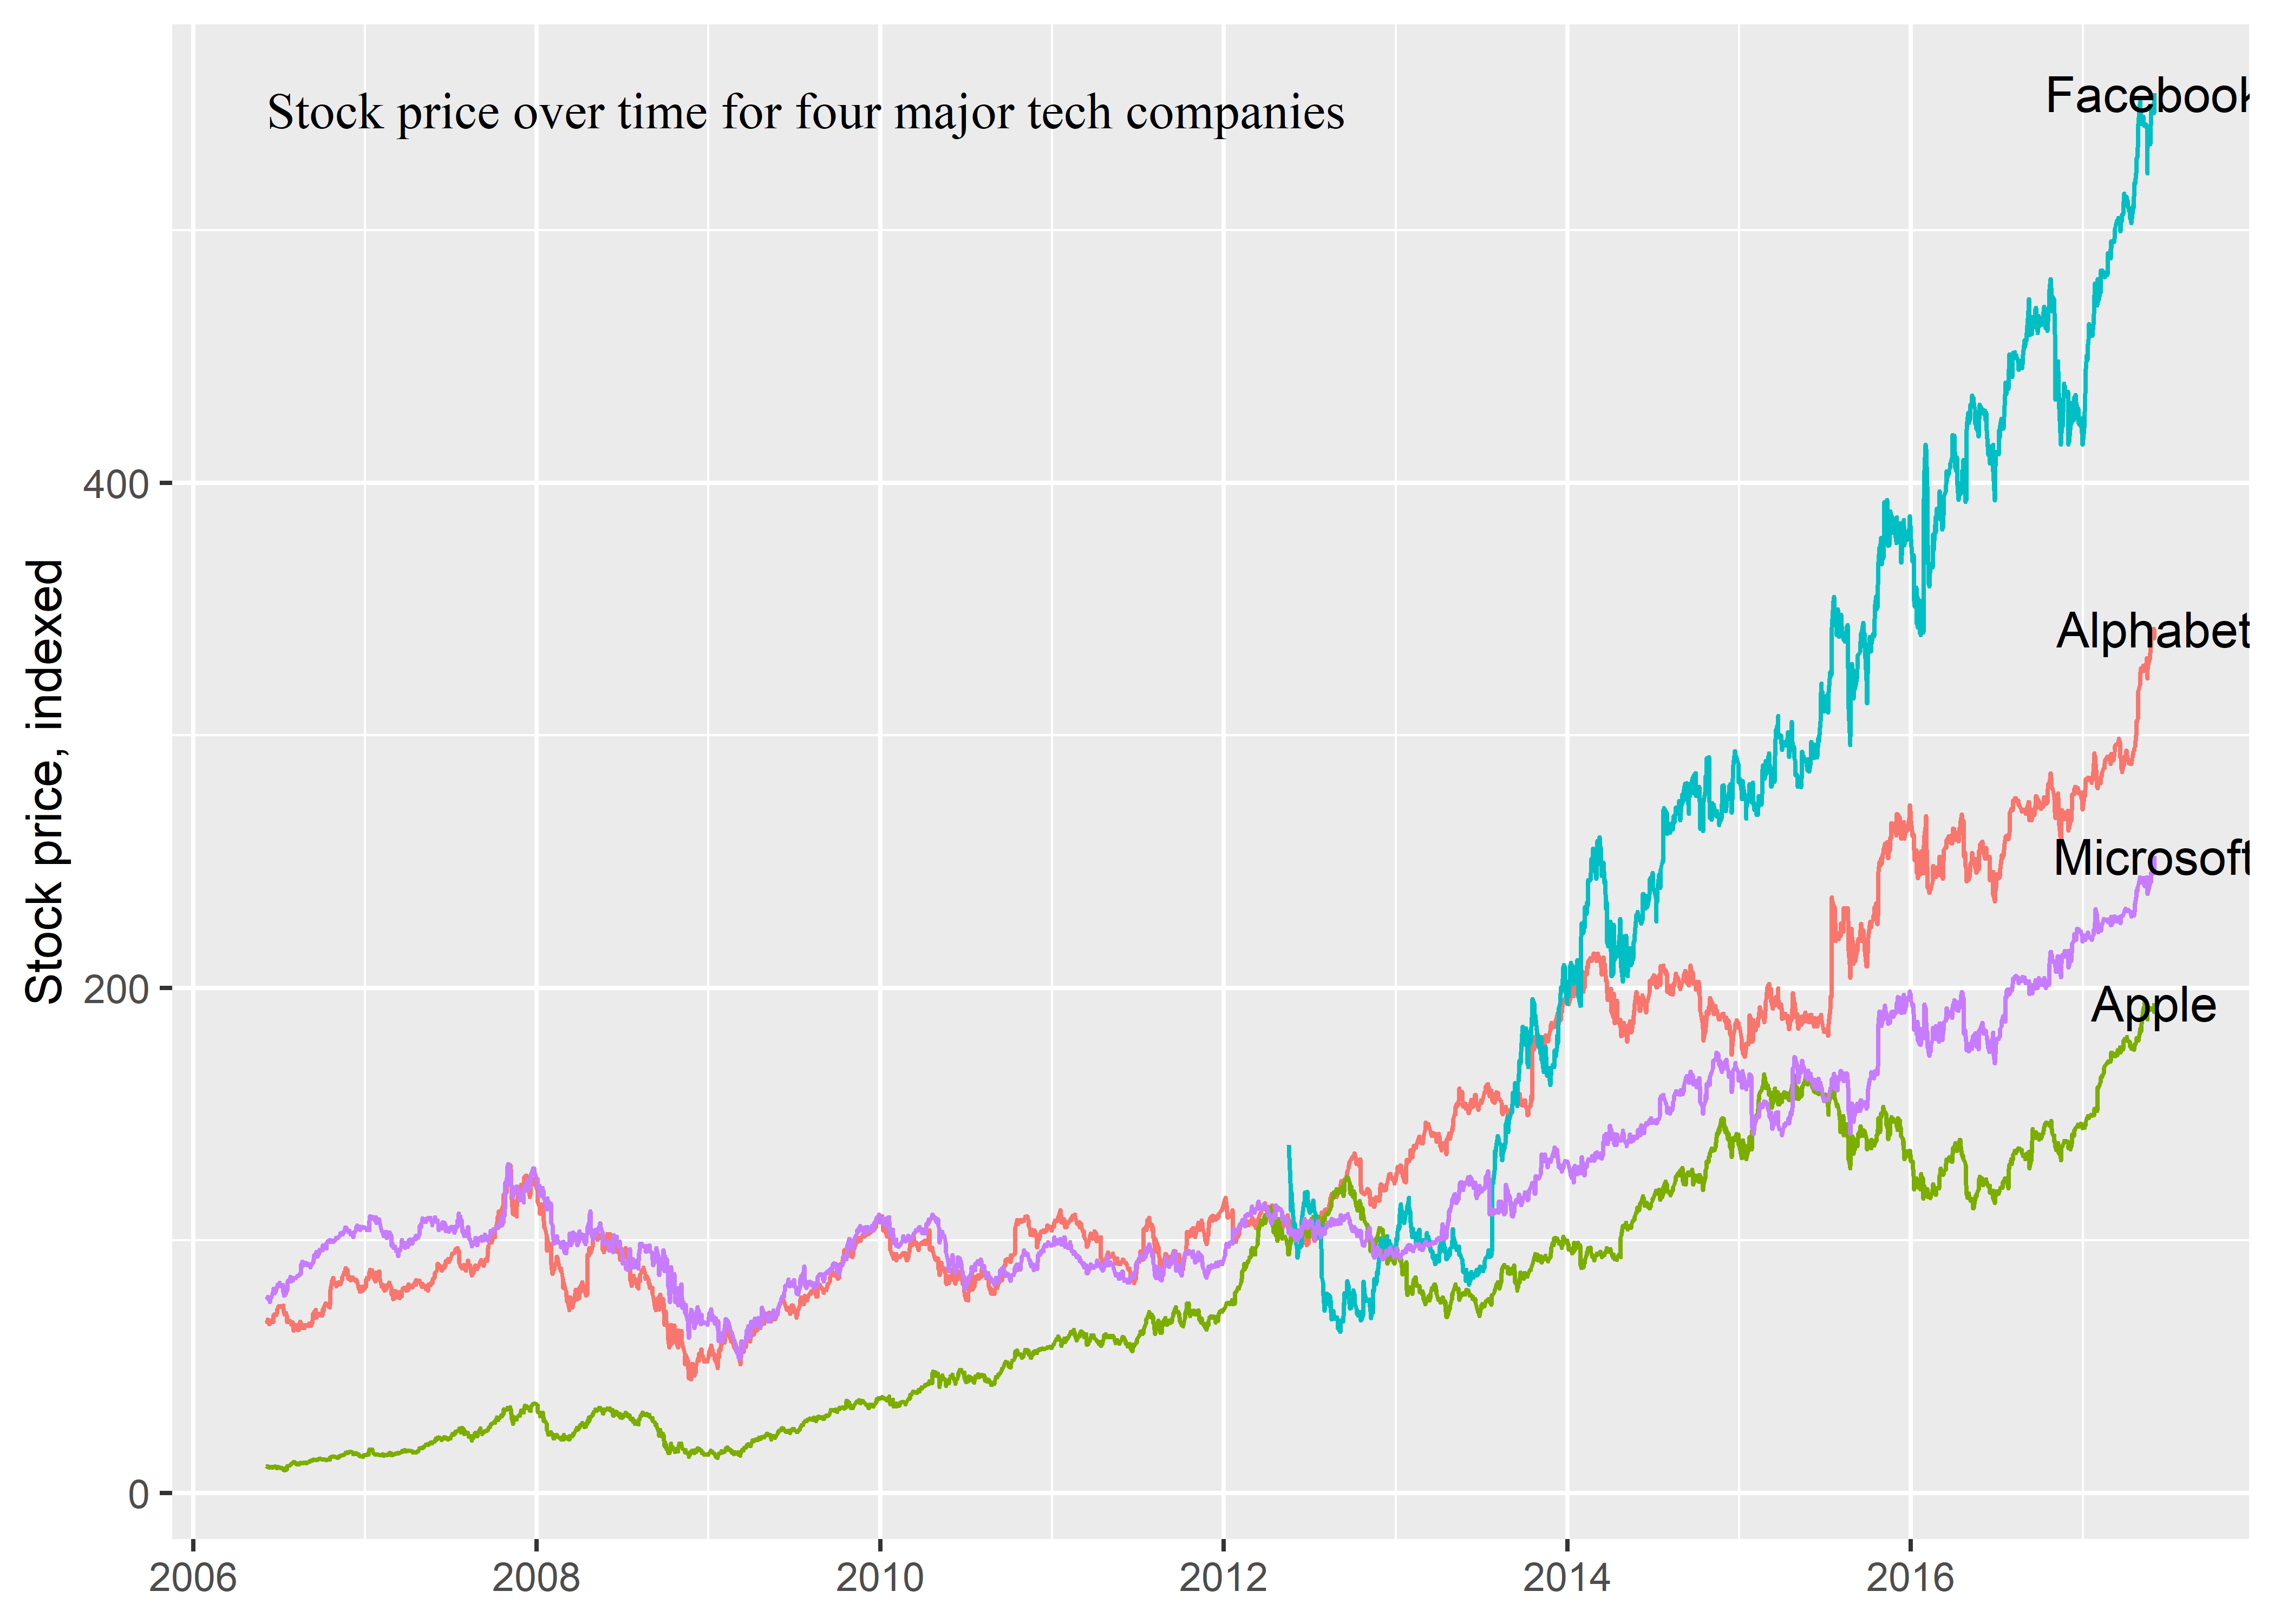 Stock price over time for four major tech companies
Facebook
Alphabet
Microsoft
Apple
Stock price, indexed
400
200
0
2006 2008 2010 2012 2014 2016